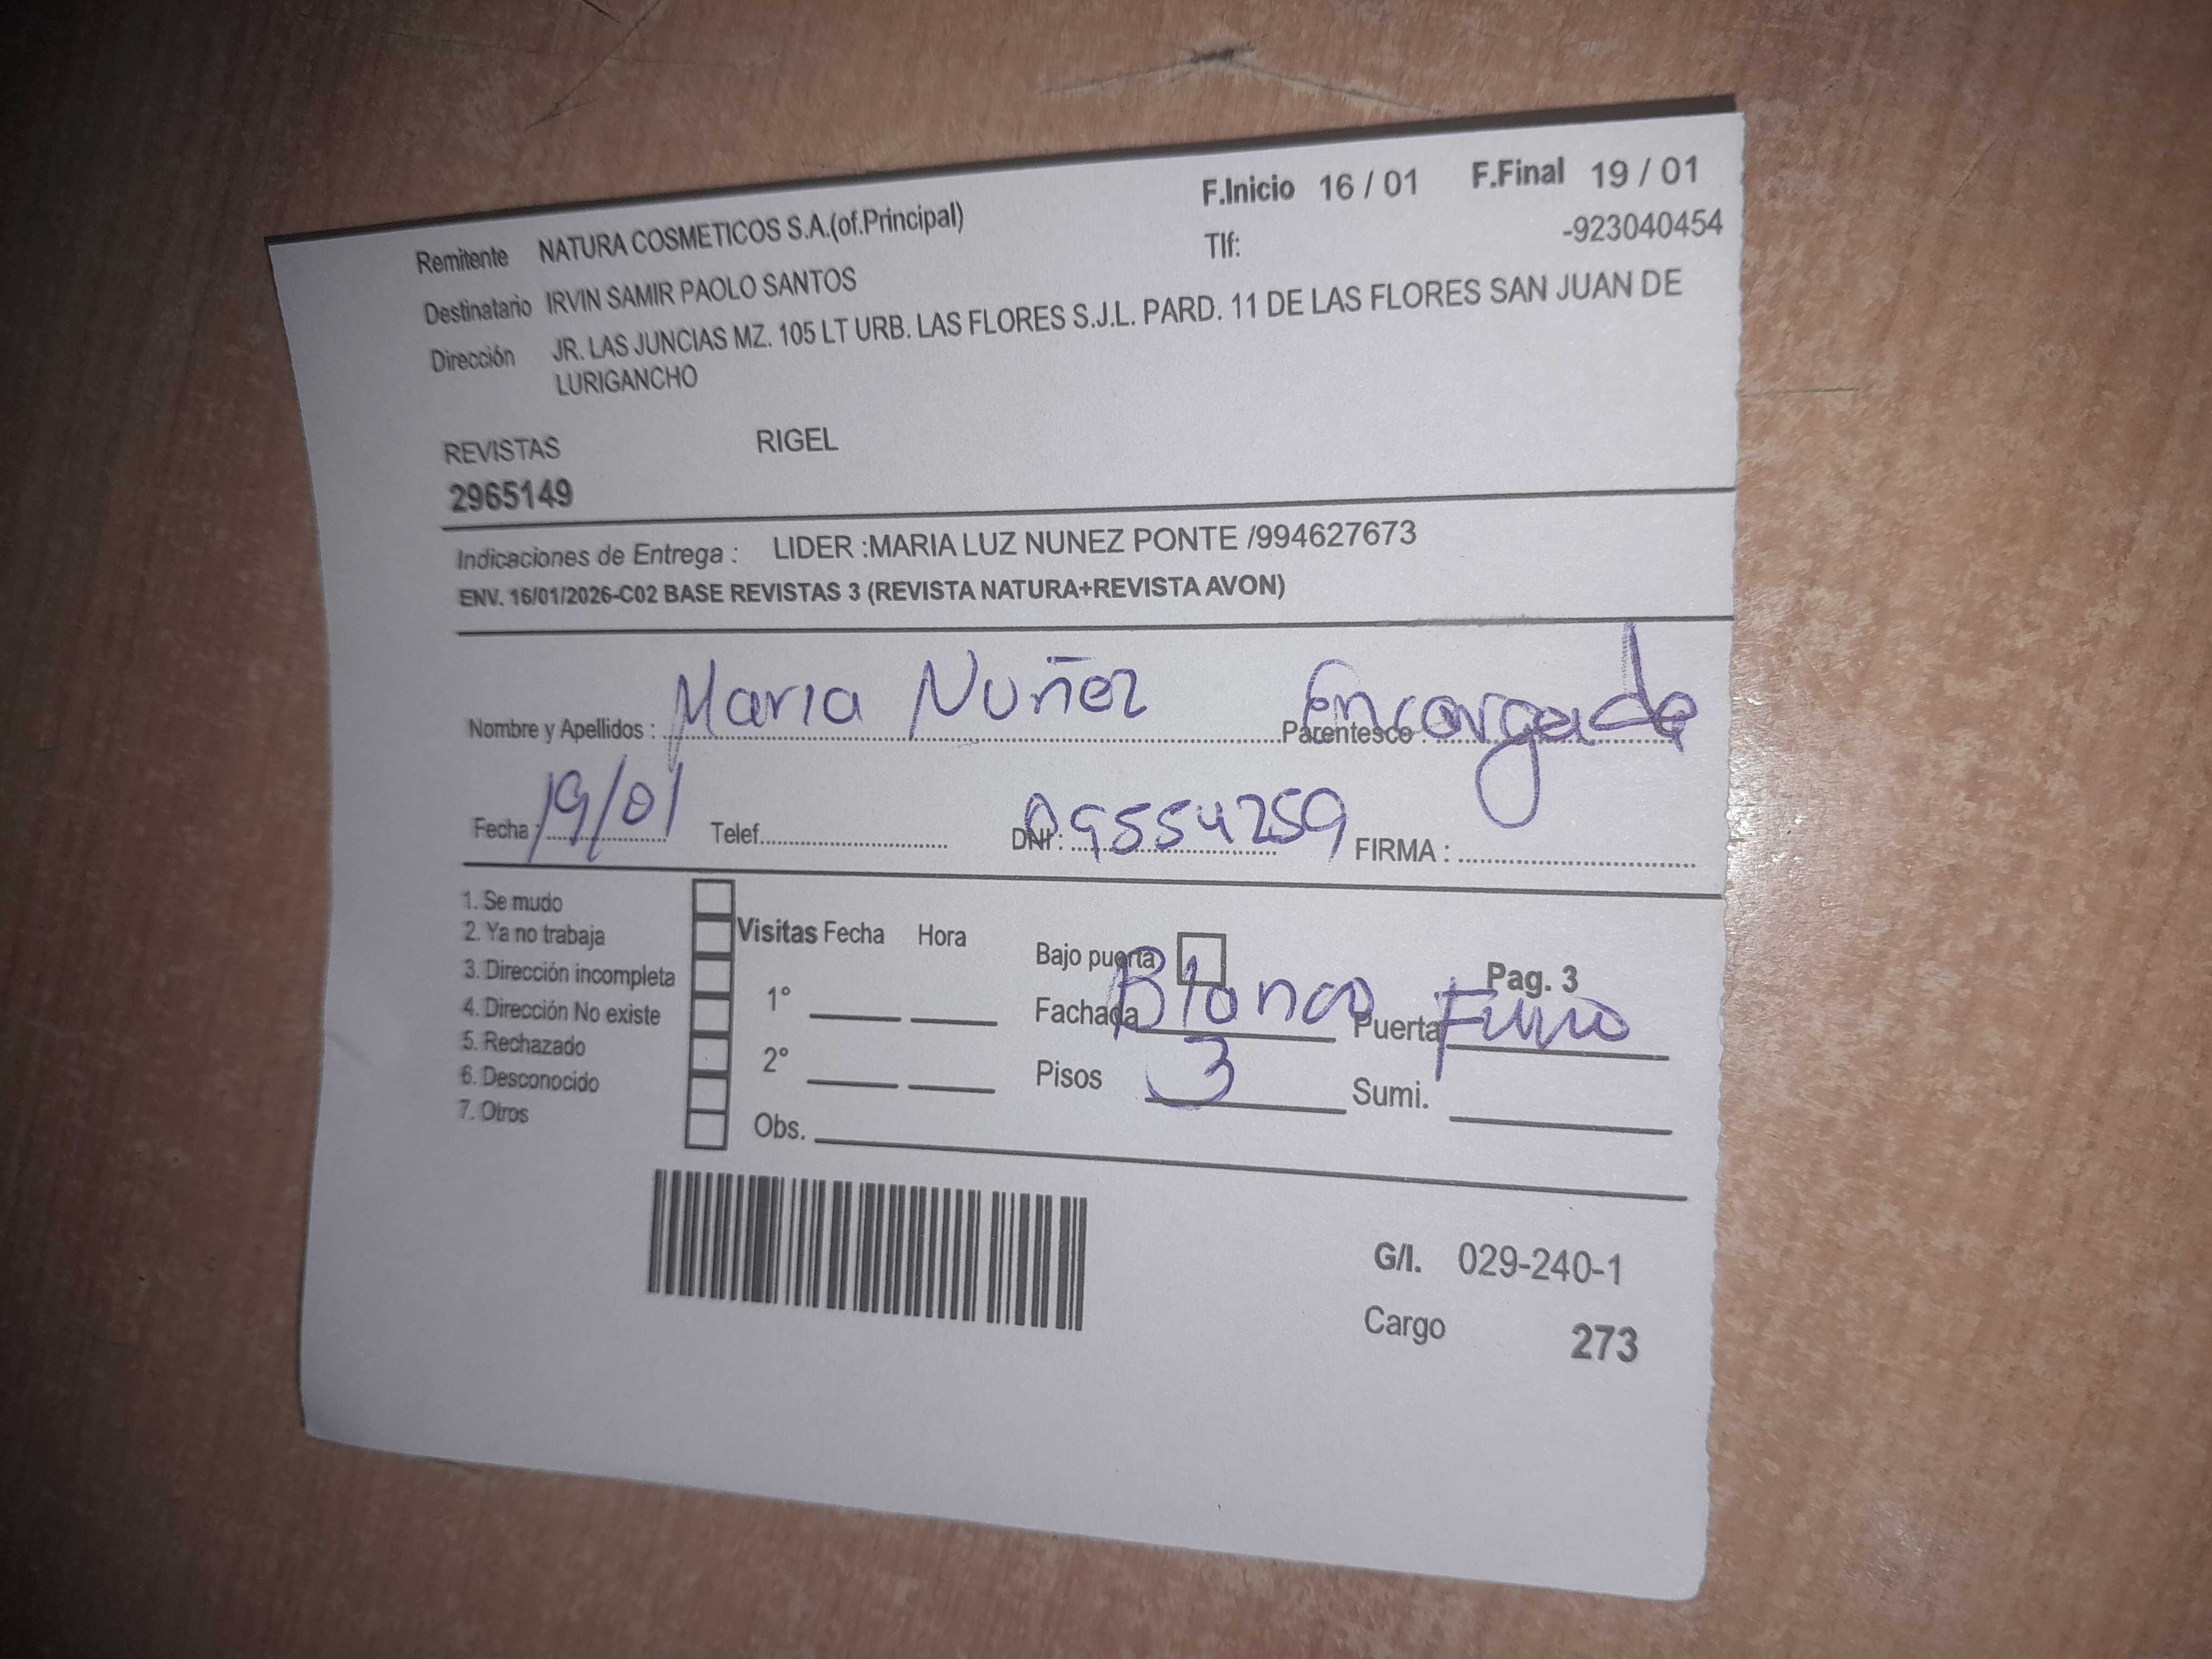 F.Inicio 16 / 01 F.Final 19 / 01
Remitente NATURA COSMETICOS S.A.(of.Principal) Tlf: -923040454
Destinatario IRVIN SAMIR PAOLO SANTOS
Dirección JR. LAS JUNCIAS MZ. 105 LT URB. LAS FLORES S.J.L. PARD. 11 DE LAS FLORES SAN JUAN DE
LURIGANCHO
REVISTAS RIGEL
2965149
Indicaciones de Entrega : LIDER :MARIA LUZ NUNEZ PONTE /994627673
ENV. 16/01/2026-C02 BASE REVISTAS 3 (REVISTA NATURA+REVISTA AVON)
Nombre y Apellidos : Maria Nuñez Parentesco : Encargada
Fecha : 19/01 Telef. DNI : 09554259 FIRMA :
1. Se mudo
2. Ya no trabaja
3. Dirección incompleta
4. Dirección No existe
5. Rechazado
6. Desconocido
7. Otros
Visitas Fecha Hora
1°
2°
Obs.
Bajo puerta Pag. 3
Fachada Blanco Puerta
Pisos 3 Sumi.
G/I. 029-240-1
Cargo 273